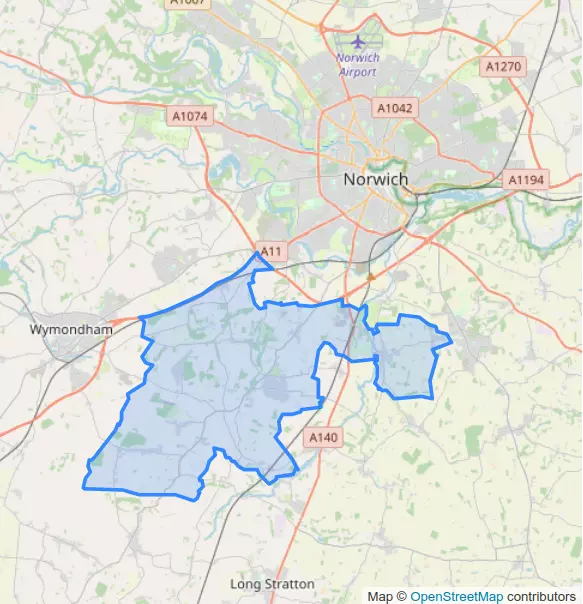 A1067
Norwich
Airport
A1270
A1042
A1074
Norwich
A1194
A11
Wymondham
A140
Long Stratton
Map © OpenStreetMap contributors